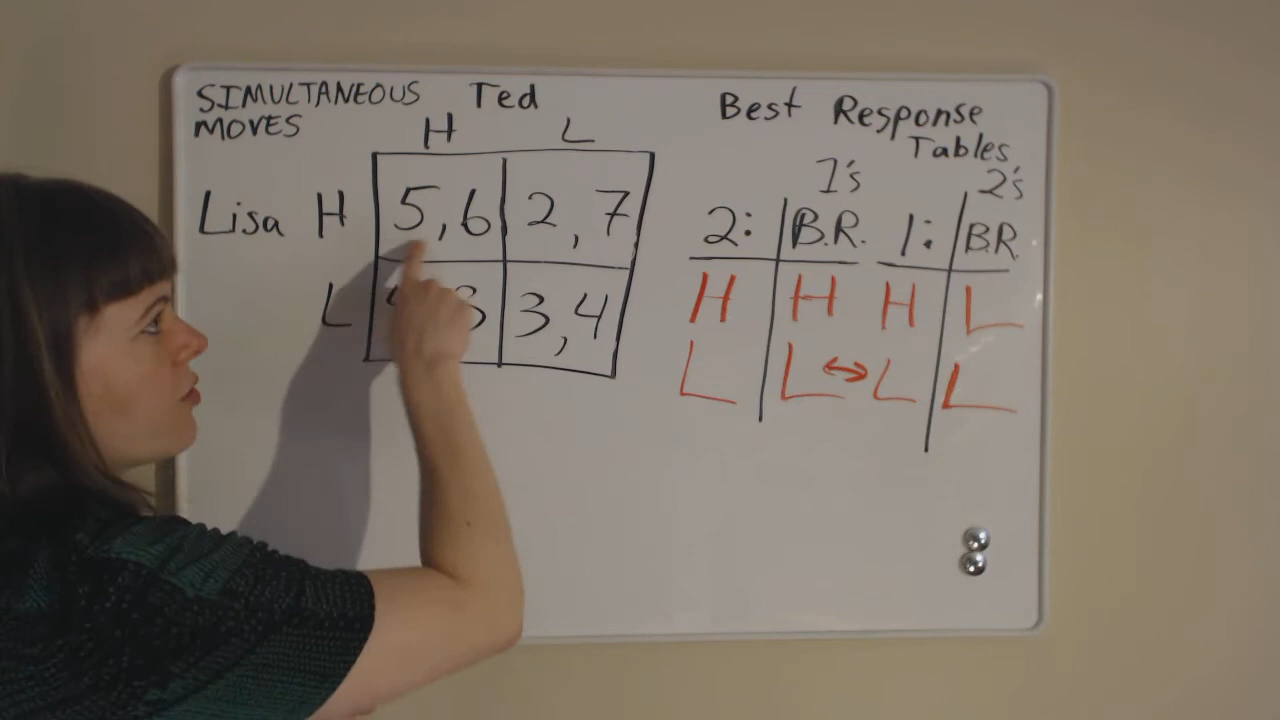 SIMULTANEOUS Ted
MOVES H L
Lisa H 5,6 2,7
L 3,4
Best Response
Tables
1's 2's
2: B.R. 1: B.R.
H H H L
L L ↔ L L